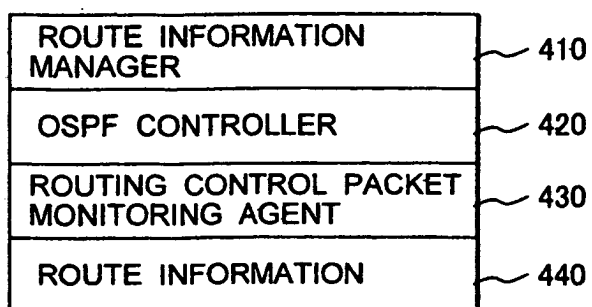 ROUTE INFORMATION
MANAGER
410
OSPF CONTROLLER
420
ROUTING CONTROL PACKET
MONITORING AGENT
430
ROUTE INFORMATION
440